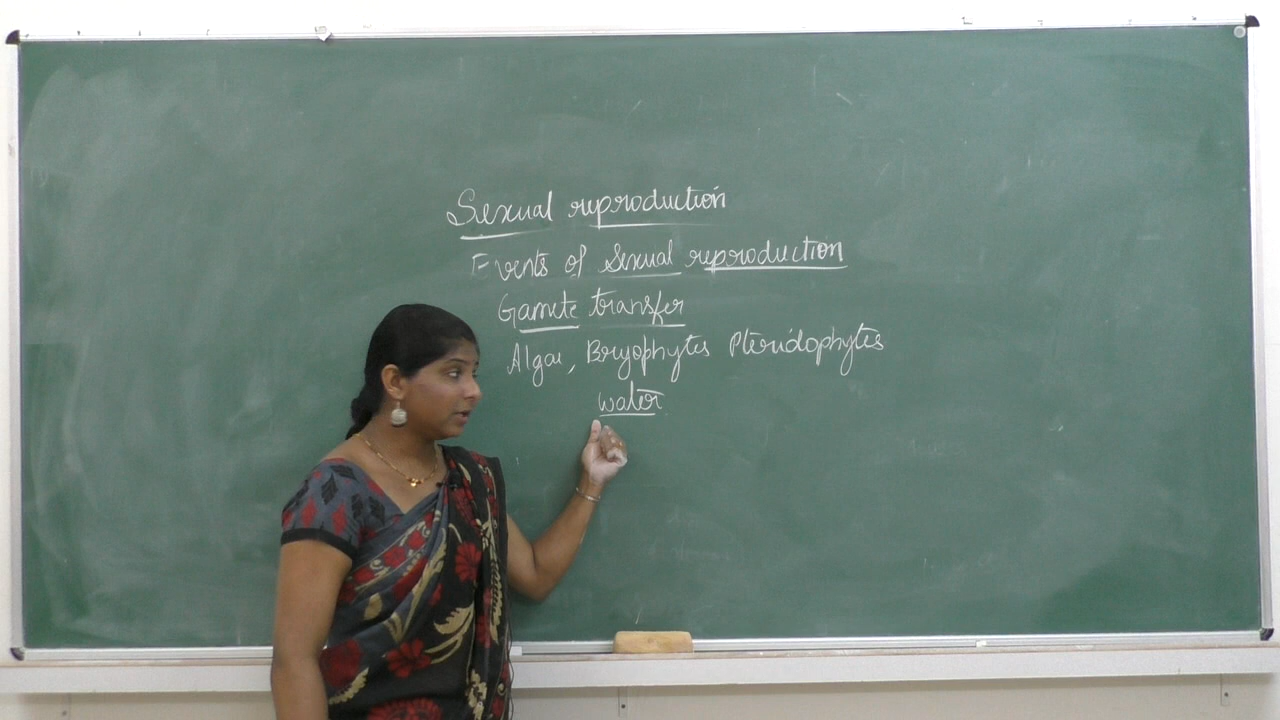 Sexual reproduction
Events of Sexual reproduction
Gamete transfer
Algae, Bryophytes Pteridophytes
water